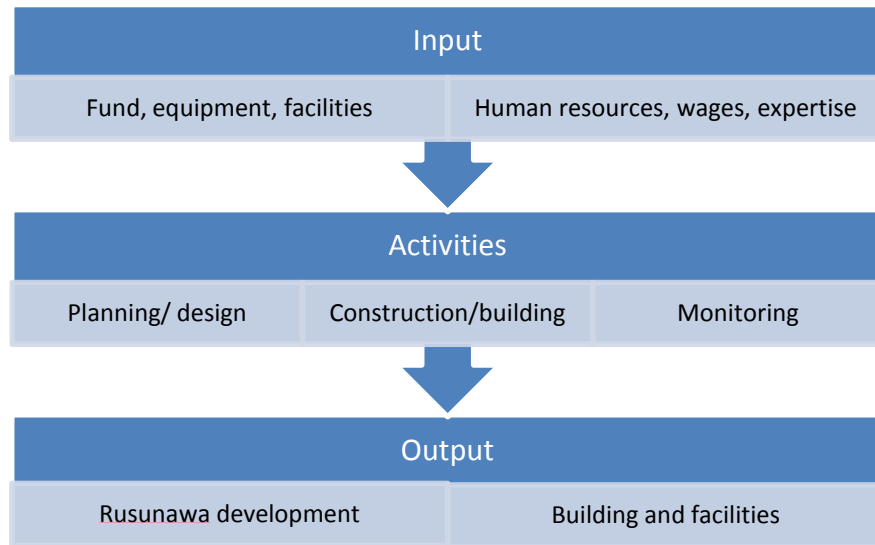 Input
Fund, equipment, facilities
Human resources, wages, expertise
Activities
Planning/ design
Construction/building
Monitoring
Output
Rusunawa development
Building and facilities